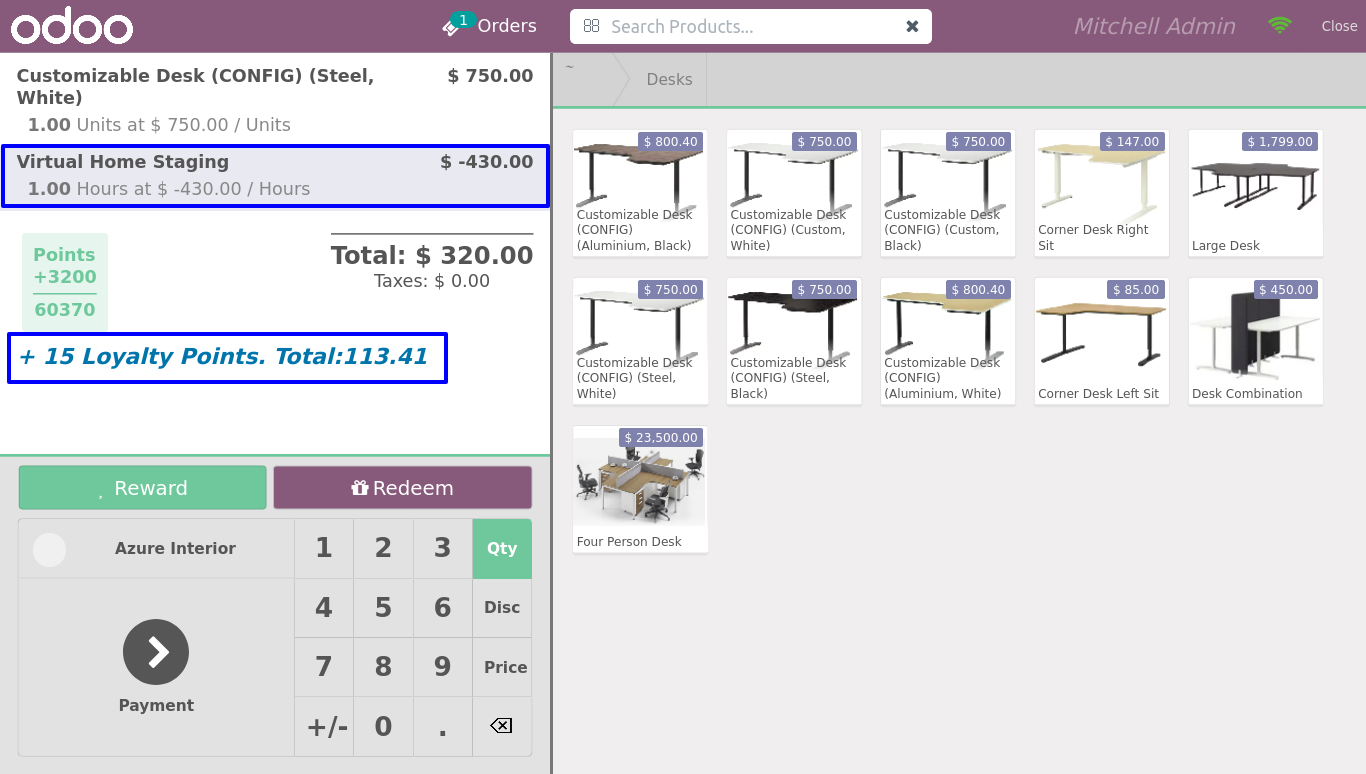 odoo
1
Orders
Search Products...
Mitchell Admin
Close
Customizable Desk (CONFIG) (Steel,
White)
$ 750.00
1.00 Units at $ 750.00 / Units
Virtual Home Staging
$ -430.00
1.00 Hours at $ -430.00 / Hours
Points
+3200
60370
Total: $ 320.00
Taxes: $ 0.00
+ 15 Loyalty Points. Total:113.41
Reward
Redeem
Azure Interior
1 2 3 Qty
4 5 6 Disc
7 8 9 Price
+/- 0 .
Payment
~
Desks
$ 800.40
Customizable Desk
(CONFIG)
(Aluminium, Black)
$ 750.00
Customizable Desk
(CONFIG) (Custom,
White)
$ 750.00
Customizable Desk
(CONFIG) (Custom,
Black)
$ 147.00
Corner Desk Right
Sit
$ 1,799.00
Large Desk
$ 750.00
Customizable Desk
(CONFIG) (Steel,
White)
$ 750.00
Customizable Desk
(CONFIG) (Steel,
Black)
$ 800.40
Customizable Desk
(CONFIG)
(Aluminium, White)
$ 85.00
Corner Desk Left Sit
$ 450.00
Desk Combination
$ 23,500.00
Four Person Desk